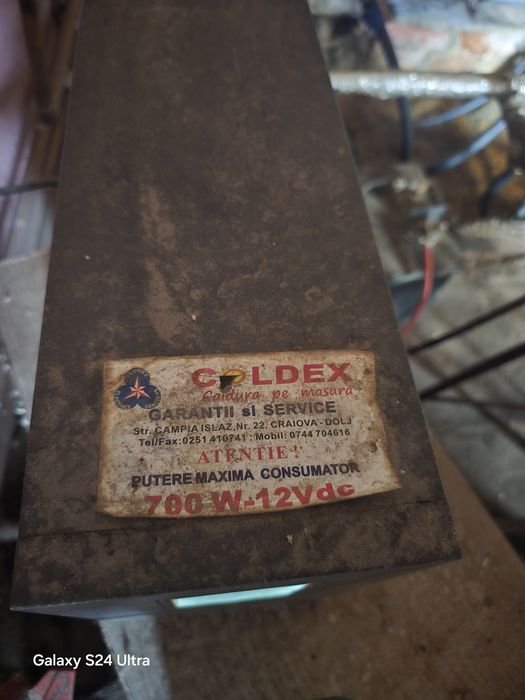 COLDEX
Caldura pe masura
GARANTII si SERVICE
Str. CAMPIA ISLAZ, Nr. 22, CRAIOVA - DOLJ
Tel/Fax: 0251 410741 ; Mobil: 0744 704616
ATENTIE !
PUTERE MAXIMA CONSUMATOR
700 W-12Vdc
Galaxy S24 Ultra